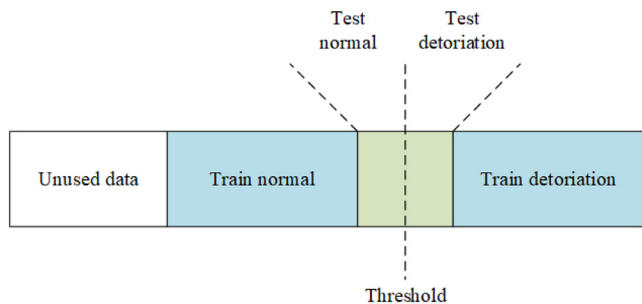 Test
normal
Test
detoriation
Unused data
Train normal
Train detoriation
Threshold